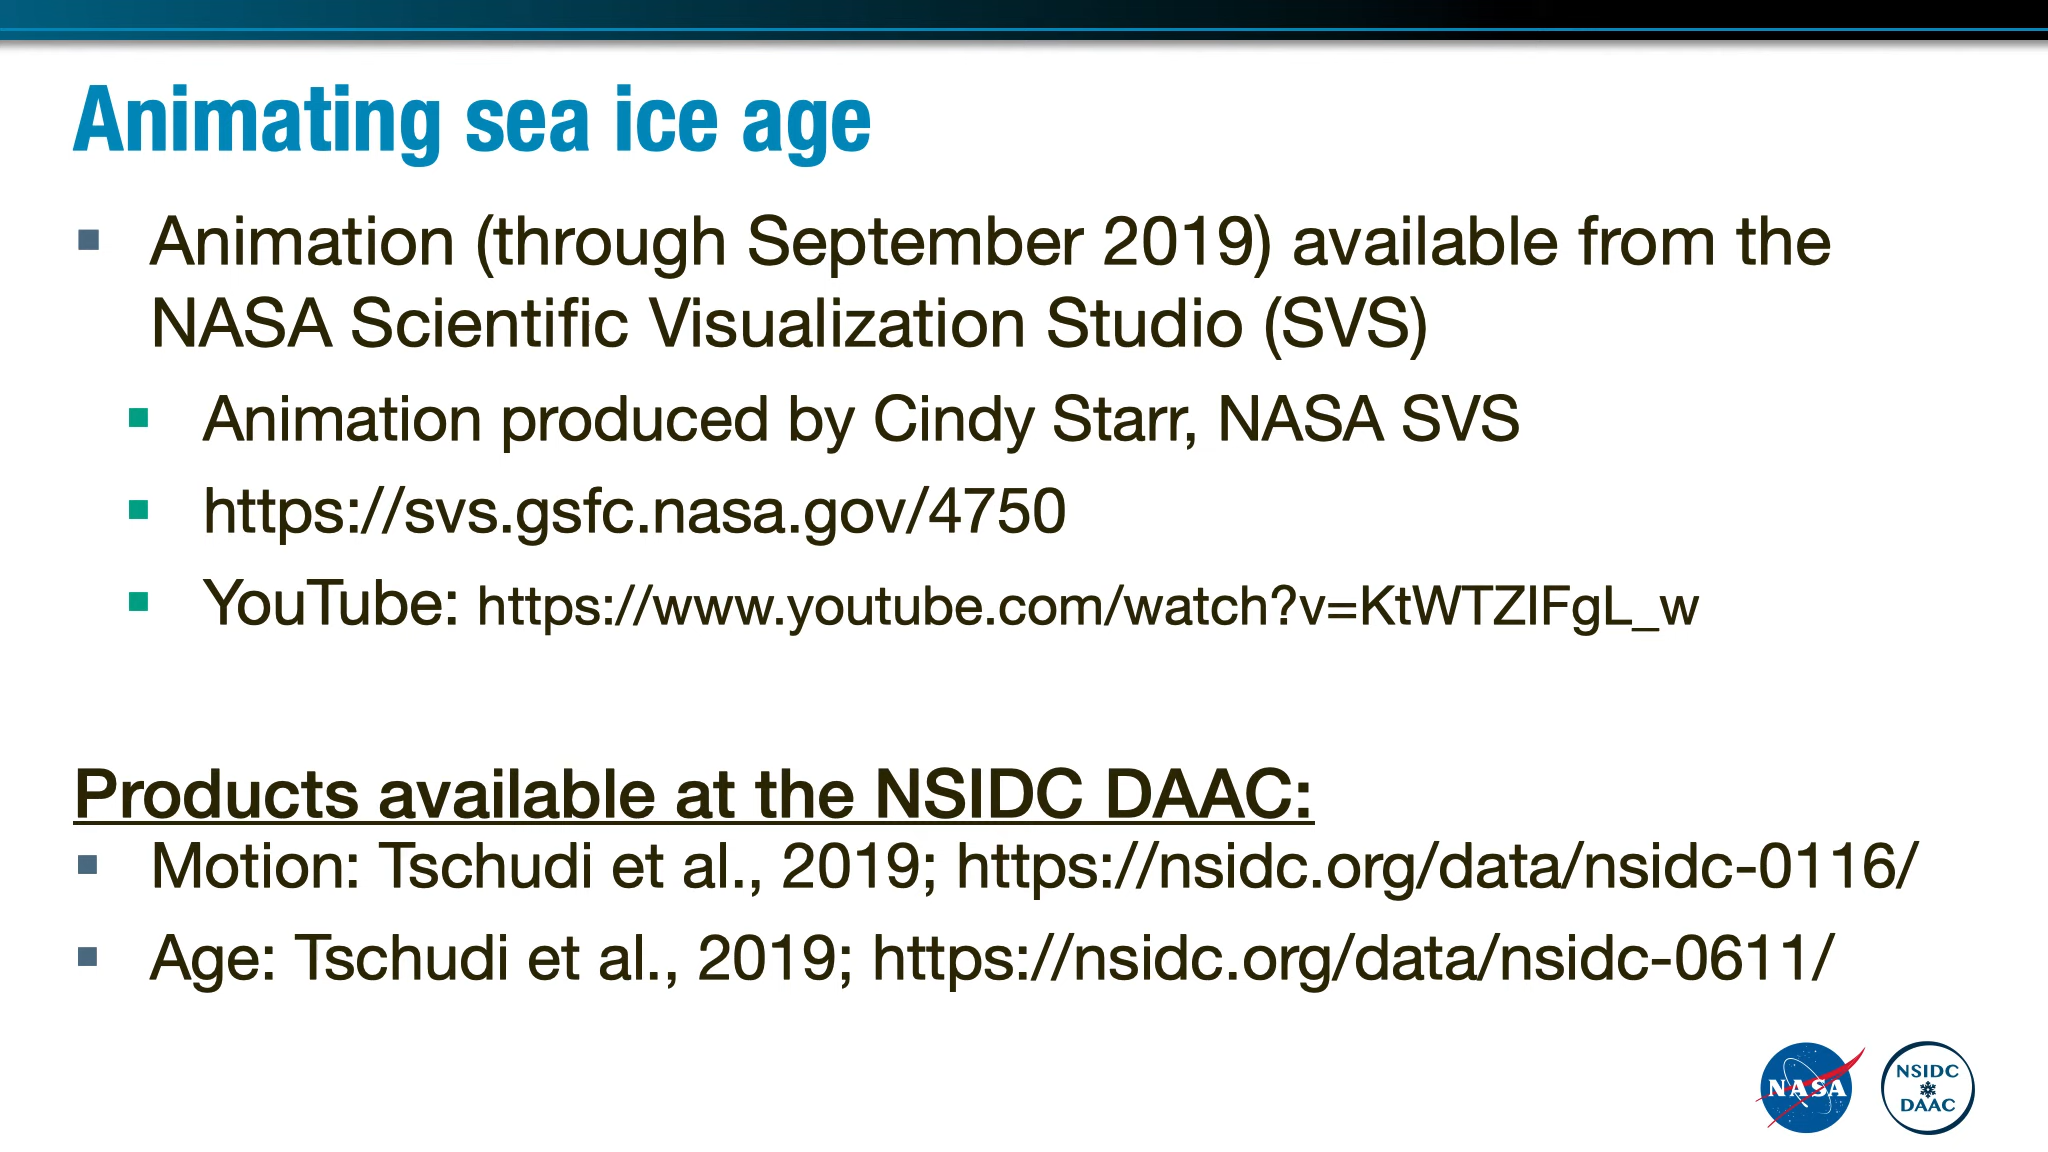 Animating sea ice age
Animation (through September 2019) available from the
NASA Scientific Visualization Studio (SVS)
Animation produced by Cindy Starr, NASA SVS
https://svs.gsfc.nasa.gov/4750
YouTube: https://www.youtube.com/watch?v=KtWTZIFgL_w
Products available at the NSIDC DAAC:
Motion: Tschudi et al., 2019; https://nsidc.org/data/nsidc-0116/
Age: Tschudi et al., 2019; https://nsidc.org/data/nsidc-0611/
NASA
NSIDC
DAAC